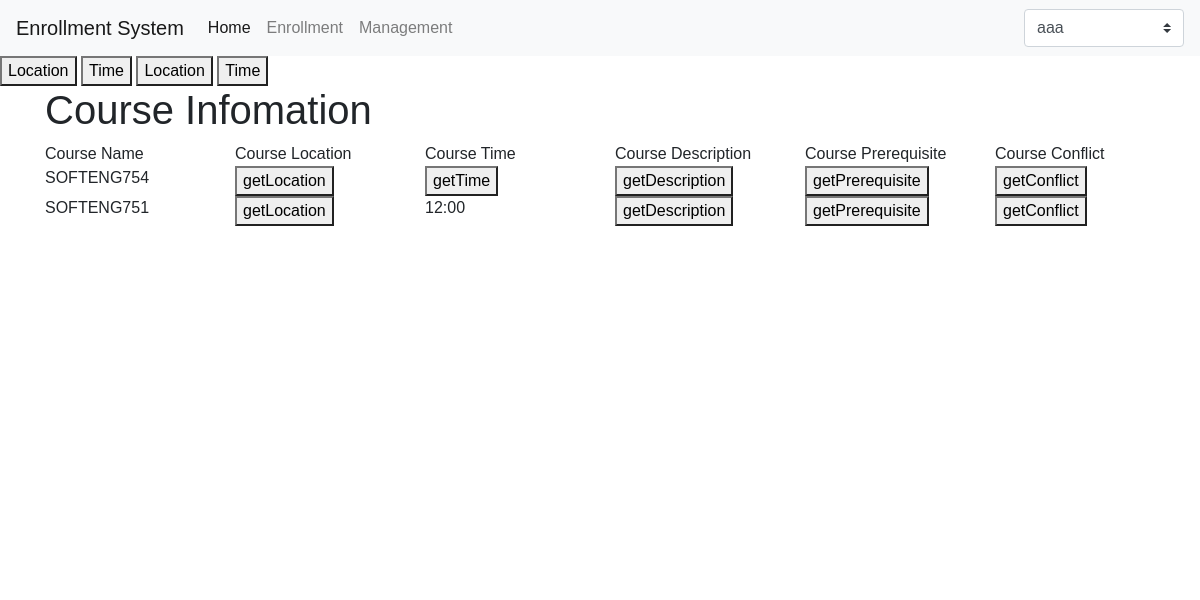 Enrollment System Home Enrollment Management aaa
Location Time Location Time
Course Infomation
Course Name Course Location Course Time Course Description Course Prerequisite Course Conflict
SOFTENG754 getLocation getTime getDescription getPrerequisite getConflict
SOFTENG751 getLocation 12:00 getDescription getPrerequisite getConflict